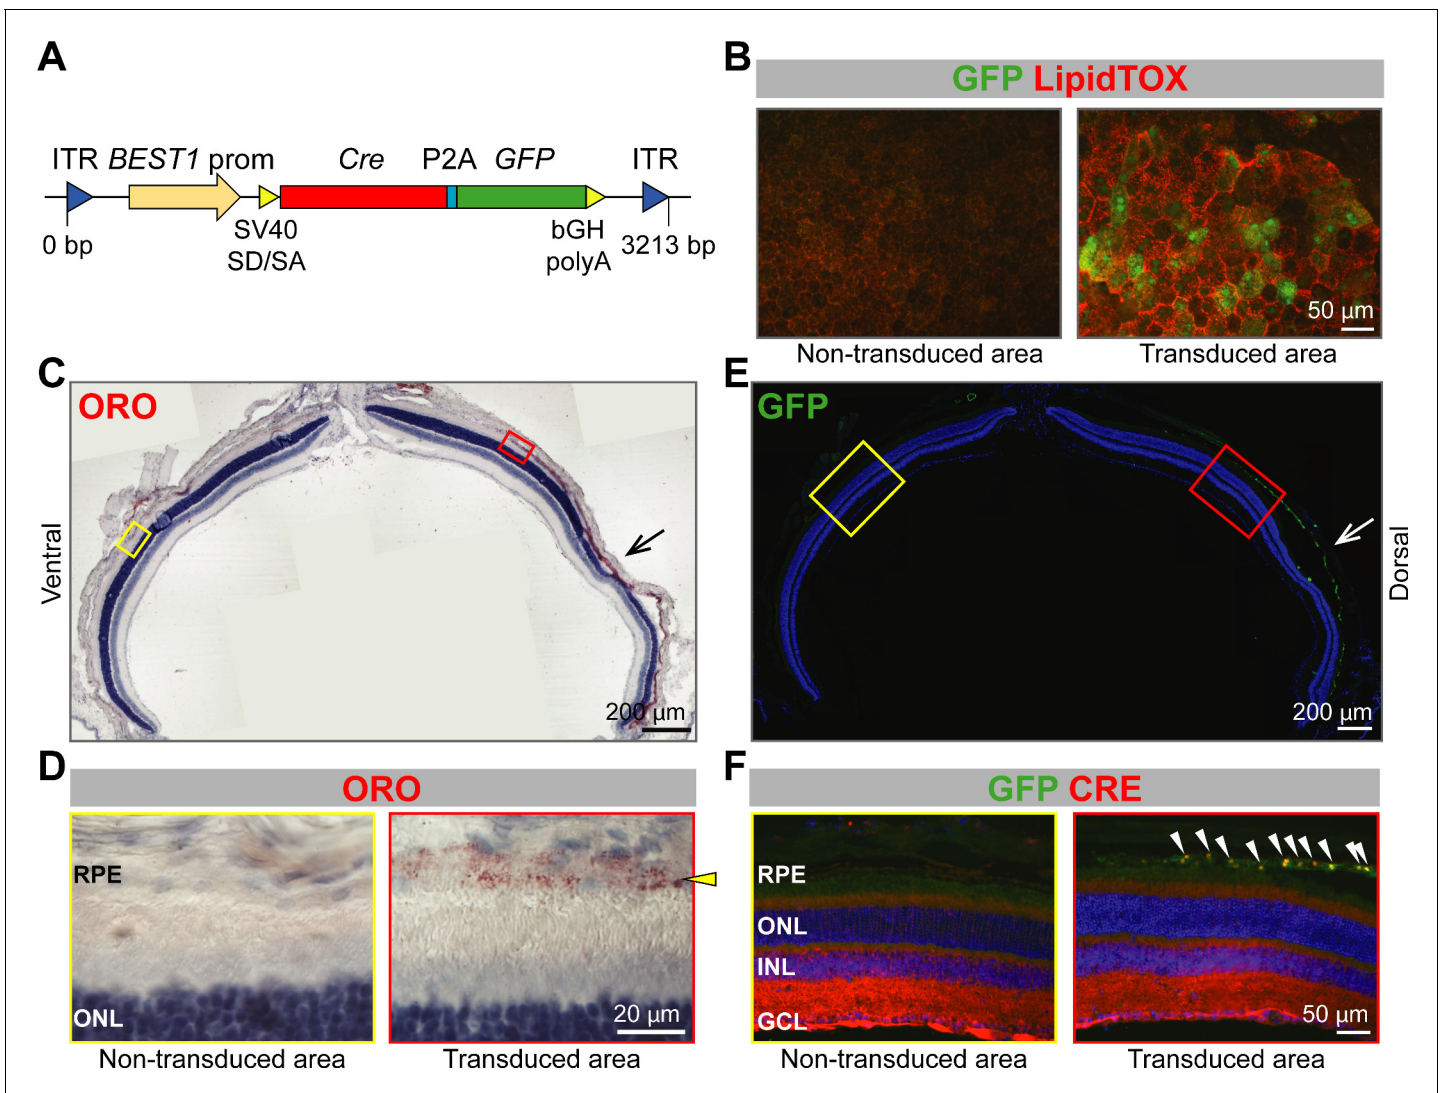 A
ITR BEST1 prom Cre P2A GFP ITR
SV40 SD/SA
bGH polyA
0 bp
3213 bp
B
GFP LipidTOX
50 µm
Non-transduced area
Transduced area
C
ORO
Ventral
200 µm
E
GFP
Dorsal
200 µm
D
ORO
RPE
ONL
20 µm
Non-transduced area
Transduced area
F
GFP CRE
RPE
ONL
INL
GCL
50 µm
Non-transduced area
Transduced area